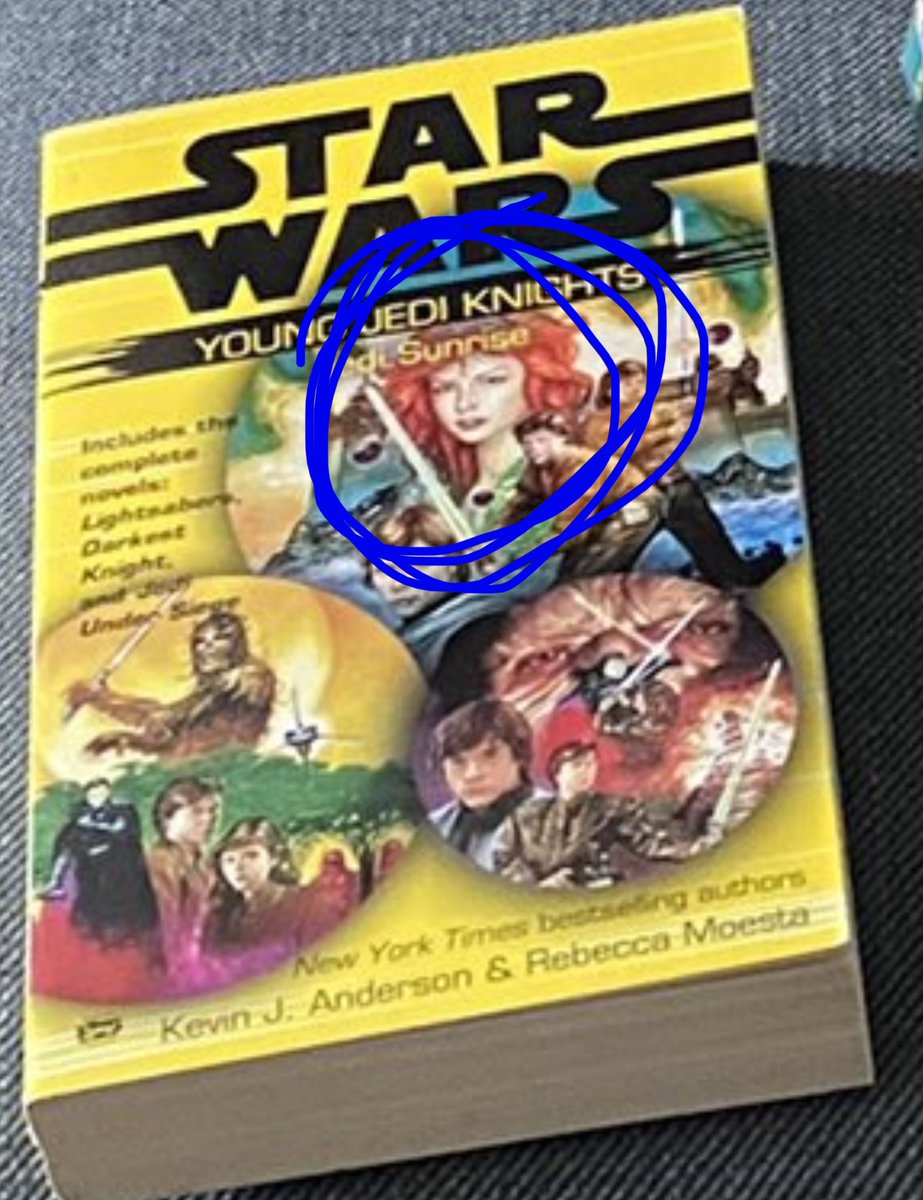 STAR
WARS
YOUNG JEDI KNIGHTS
Jedi Sunrise
Includes the
complete
novels:
Lightsabers,
Darkest
Knight,
and Jedi
Under Siege
New York Times bestselling authors
Kevin J. Anderson & Rebecca Moesta